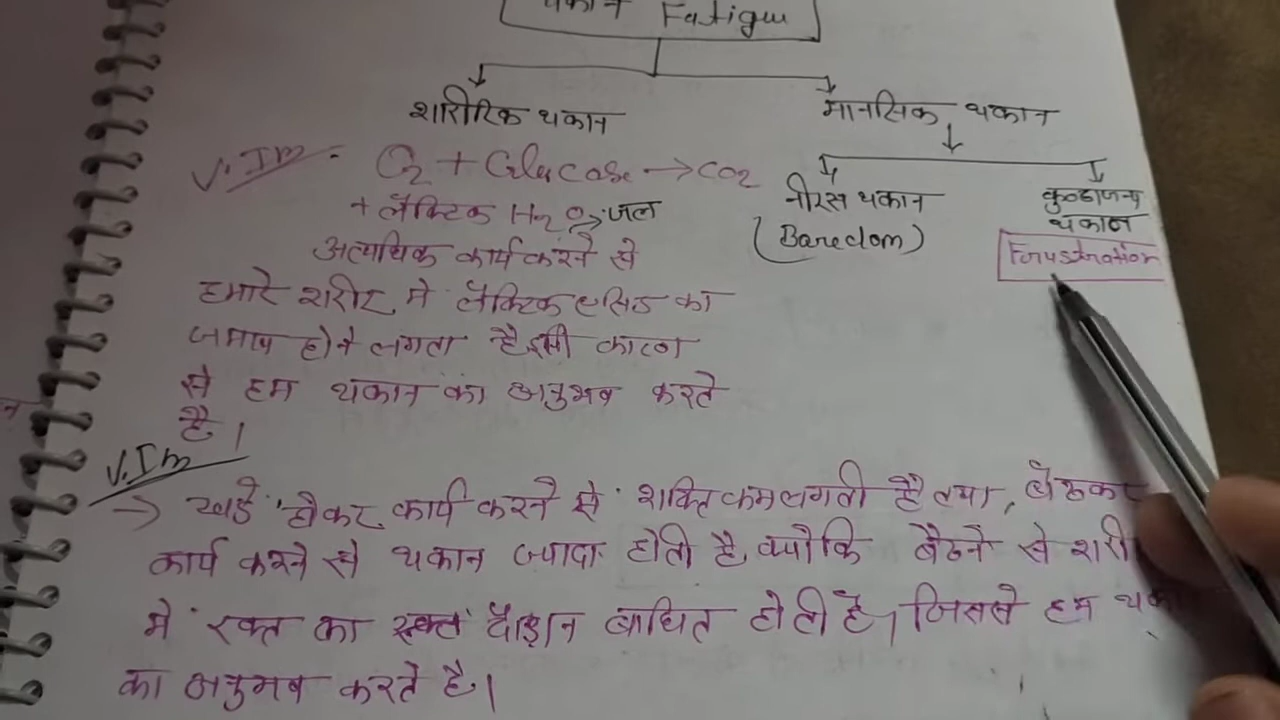 थकान Fatigue
शारीरिक थकान
मानसिक थकान
V.Im. O2 + Glucose → CO2
+ लैक्टिक H2O जल
नीरस थकान
(Baredom)
कुण्ठाजन्य
थकान
Frustration
अत्यधिक कार्य करने से
हमारे शरीर में लैक्टिक एसिड का
जमाव होने लगता है इसी कारण
से हम थकान का अनुभव करते
है।
V.Im
→ खड़े होकर कार्य करने से शक्ति कम लगती है तथा, बैठकर
कार्य करने से थकान ज्यादा होती है, क्योकि बैठने से शरी
मे रक्त का बाधित होती है, जिससे हम थका
का अनुभव करते है।